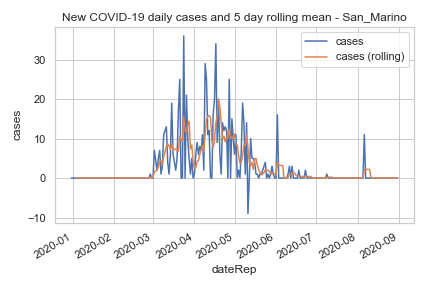 New COVID-19 daily cases and 5 day rolling mean - San_Marino
cases
cases (rolling)
cases
30
20
10
0
−10
2020-01
2020-02
2020-03
2020-04
2020-05
2020-06
2020-07
2020-08
2020-09
dateRep